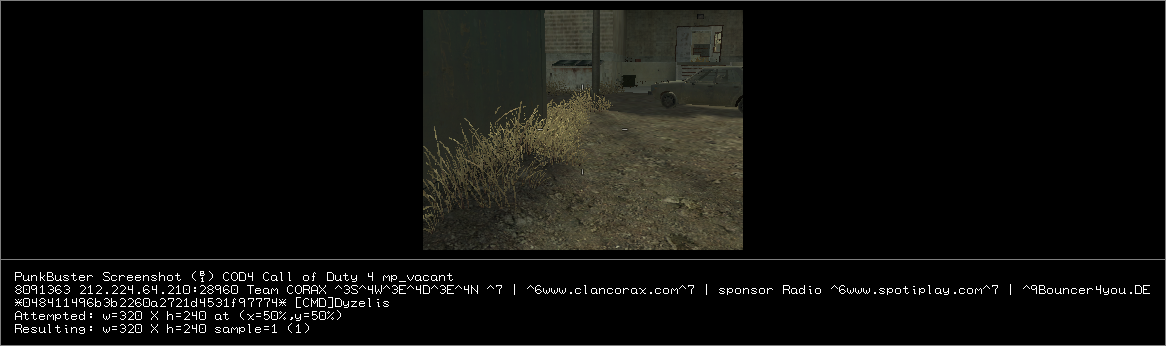 PunkBuster Screenshot (B/I) COD4 Call of Duty 4 mp_vacant
8091363 212.224.64.210:28960 Team CORAX ^3S^4W^3E^4D^3E^4N ^7 | ^6www.clancorax.com^7 | sponsor Radio ^6www.spotiplay.com^7 | ^9Bouncer4you.DE
*048411496b3b2260a2721d4531f97774* [CMD]Dyzelis
Attempted: w=320 X h=240 at (x=50%,y=50%)
Resulting: w=320 X h=240 sample=1 (1)